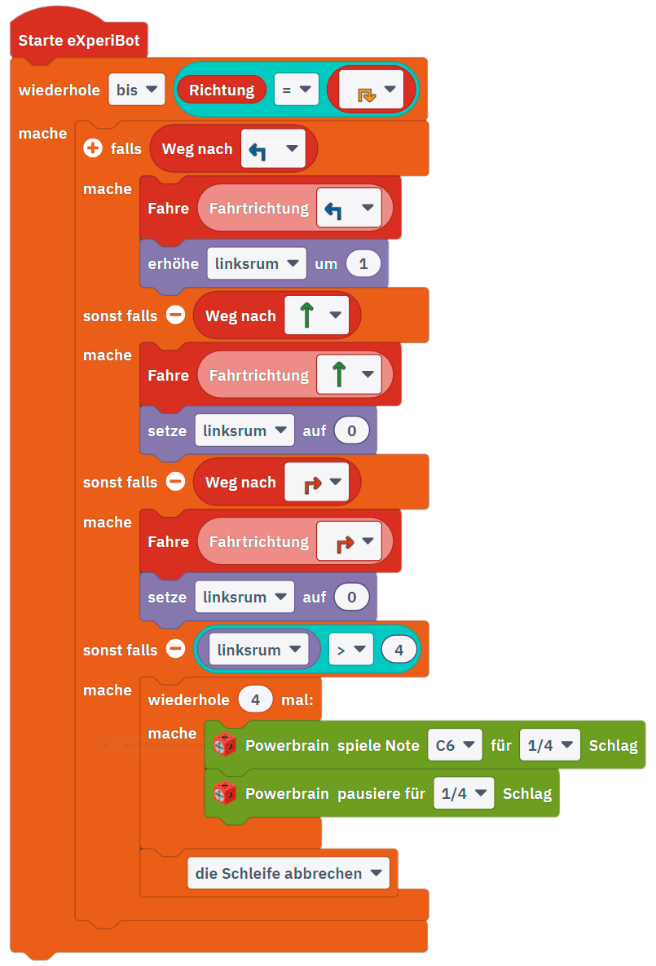 Starte eXperiBot
wiederhole bis Richtung =
mache
falls Weg nach
mache
Fahre Fahrtrichtung
erhöhe linksrum um 1
sonst falls Weg nach
mache
Fahre Fahrtrichtung
setze linksrum auf 0
sonst falls Weg nach
mache
Fahre Fahrtrichtung
setze linksrum auf 0
sonst falls linksrum > 4
mache
wiederhole 4 mal:
mache
Powerbrain spiele Note C6 für 1/4 Schlag
Powerbrain pausiere für 1/4 Schlag
die Schleife abbrechen